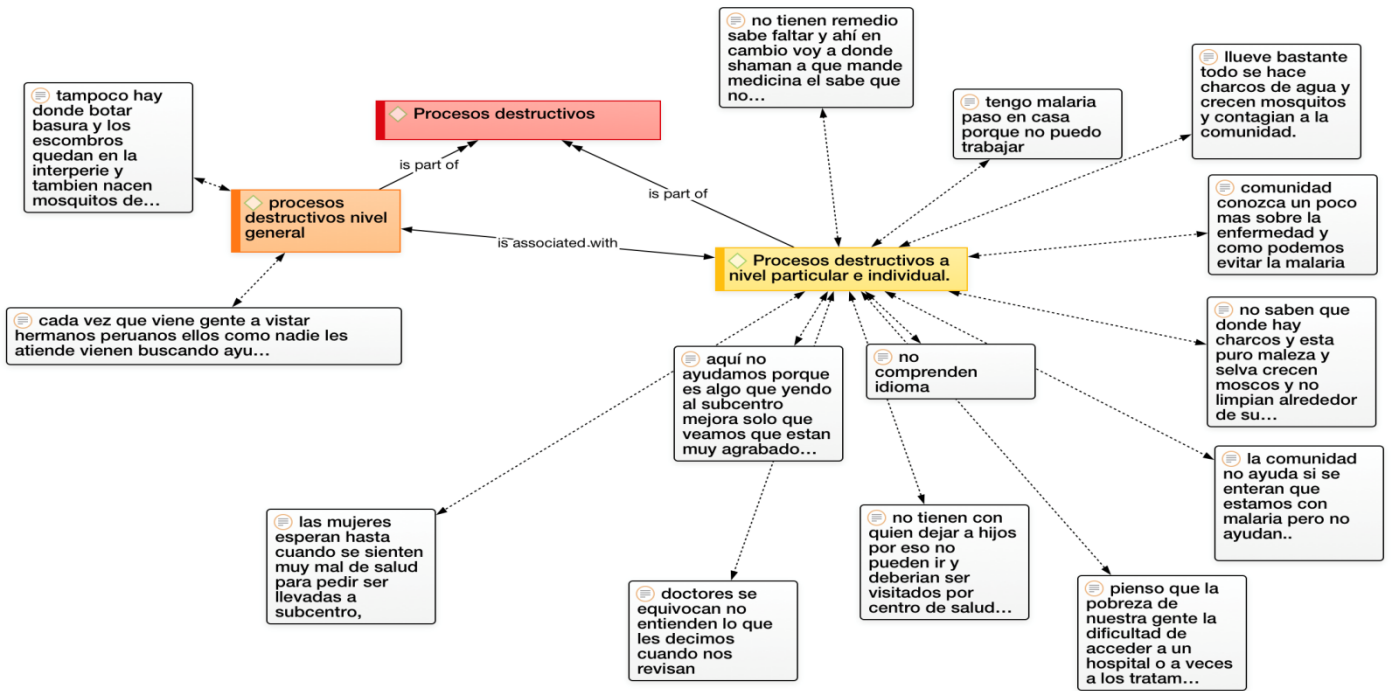 no tienen remedio
sabe faltar y ahí en
cambio voy a donde
shaman a que mande
medicina el sabe que
no...
llueve bastante
todo se hace
charcos de agua y
crecen mosquitos
y contagian a la
comunidad.
tampoco hay
donde botar
basura y los
escombros
quedan en la
interperie y
tambien nacen
mosquitos de...
Procesos destructivos
tengo malaria
paso en casa
porque no puedo
trabajar
is part of
is part of
comunidad
conozca un poco
mas sobre la
enfermedad y
como podemos
evitar la malaria
procesos
destructivos nivel
general
is associated with
Procesos destructivos a
nivel particular e individual.
cada vez que viene gente a vistar
hermanos peruanos ellos como nadie les
atiende vienen buscando ayu...
no saben que
donde hay
charcos y esta
puro maleza y
selva crecen
moscos y no
limpian alrededor
de su...
aquí no
ayudamos porque
es algo que yendo
al subcentro
mejora solo que
veamos que estan
muy agrabado...
no
comprenden
idioma
la comunidad
no ayuda si se
enteran que
estamos con
malaria pero no
ayudan..
las mujeres
esperan hasta
cuando se sienten
muy mal de salud
para pedir ser
llevadas a
subcentro,
no tienen con
quien dejar a hijos
por eso no
pueden ir y
deberian ser
visitados por
centro de salud...
doctores se
equivocan no
entienden lo que
les decimos
cuando nos
revisan
pienso que la
pobreza de
nuestra gente la
dificultad de
acceder a un
hospital o a veces
a los tratam...